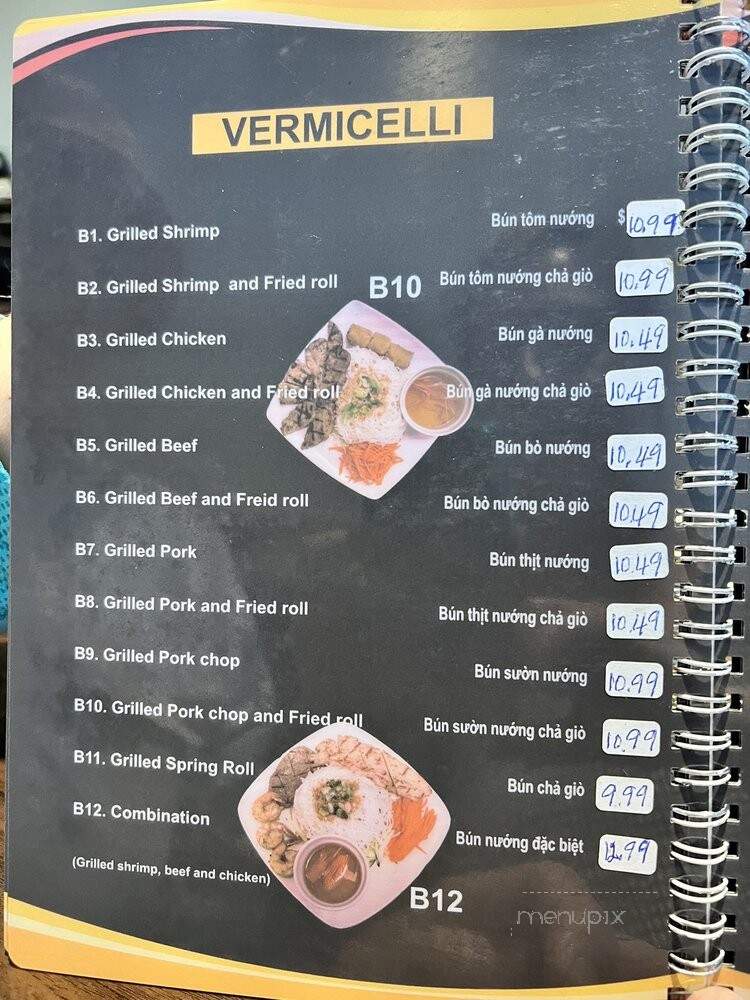 VERMICELLI
B1. Grilled Shrimp Bún tôm nướng $10.99
B2. Grilled Shrimp and Fried roll B10 Bún tôm nướng chả giò 10.99
B3. Grilled Chicken Bún gà nướng 10.49
B4. Grilled Chicken and Fried roll Bún gà nướng chả giò 10.49
B5. Grilled Beef Bún bò nướng 10.49
B6. Grilled Beef and Freid roll Bún bò nướng chả giò 10.49
B7. Grilled Pork Bún thịt nướng 10.49
B8. Grilled Pork and Fried roll Bún thịt nướng chả giò 10.49
B9. Grilled Pork chop Bún sườn nướng 10.99
B10. Grilled Pork chop and Fried roll Bún sườn nướng chả giò 10.99
B11. Grilled Spring Roll Bún chả giò 9.99
B12. Combination Bún nướng đặc biệt 12.99
(Grilled shrimp, beef and chicken)
B12
menupix